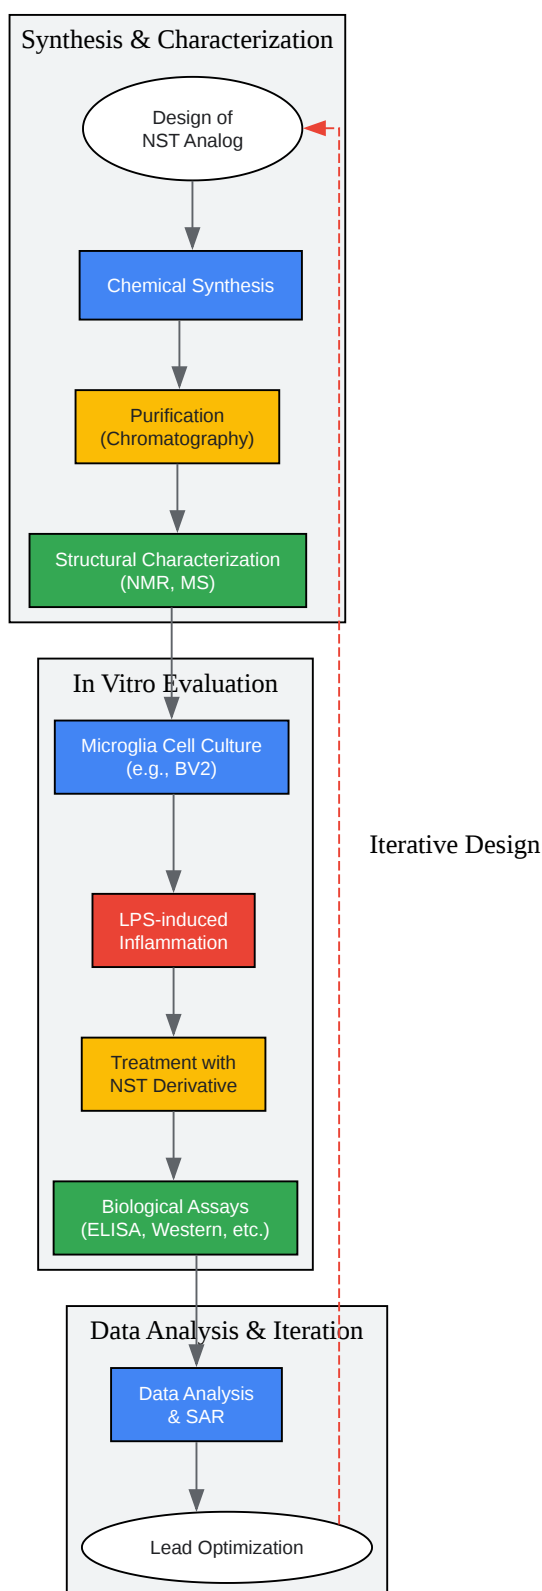 Synthesis & Characterization
Design of
NST Analog
Chemical Synthesis
Purification
(Chromatography)
Structural Characterization
(NMR, MS)
In Vitro Evaluation
Microglia Cell Culture
(e.g., BV2)
Iterative Design
LPS-induced
Inflammation
Treatment with
NST Derivative
Biological Assays
(ELISA, Western, etc.)
Data Analysis & Iteration
Data Analysis
& SAR
Lead Optimization